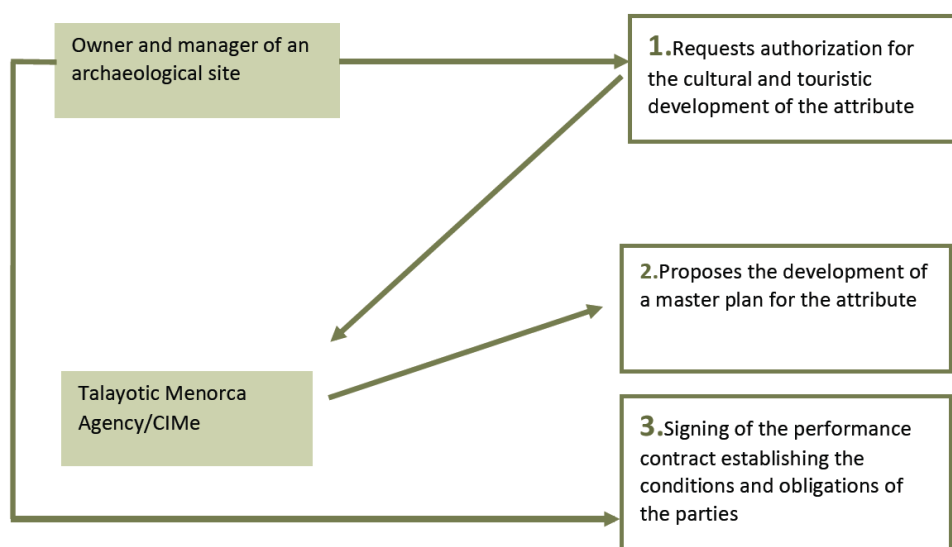 Owner and manager of an
archaeological site
1.Requests authorization for
the cultural and touristic
development of the attribute
2.Proposes the development of
a master plan for the attribute
Talayotic Menorca
Agency/CIMe
3.Signing of the performance
contract establishing the
conditions and obligations of
the parties